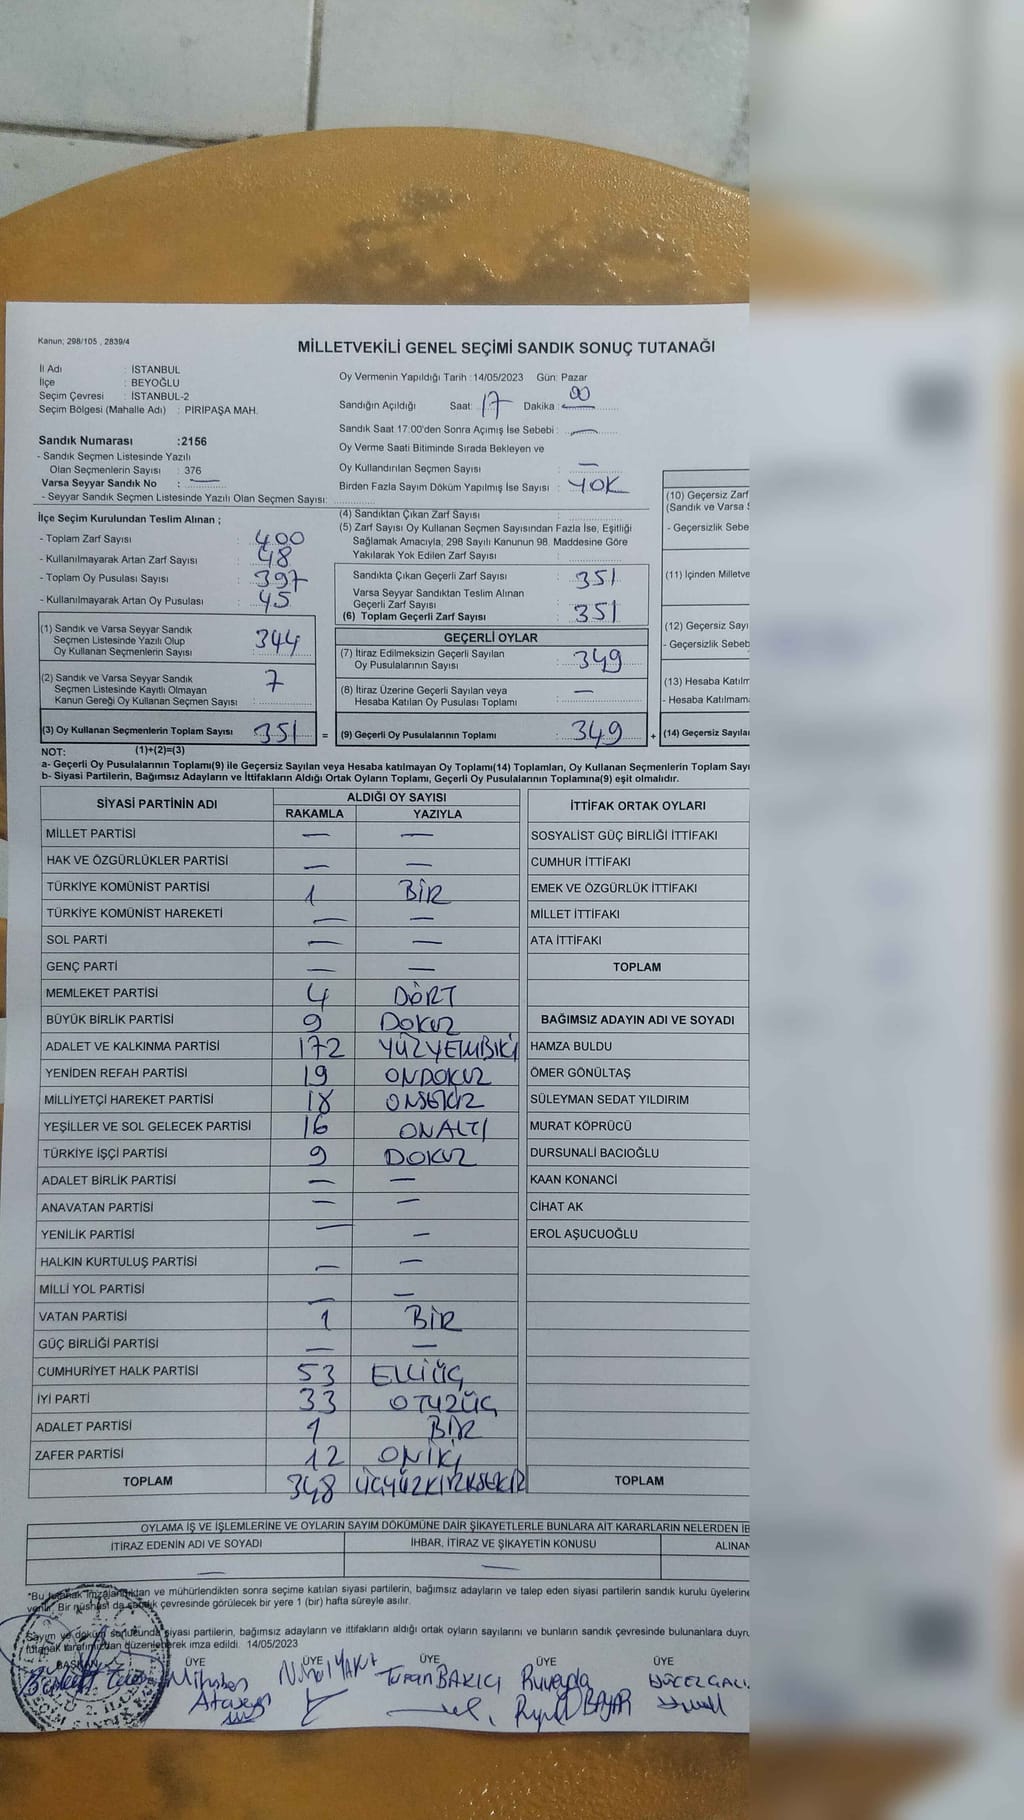 Kanun; 298/105 , 2839/4
MİLLETVEKİLİ GENEL SEÇİMİ SANDIK SONUÇ TUTANAĞI
İl Adı : İSTANBUL
İlçe : BEYOĞLU
Seçim Çevresi : İSTANBUL-2
Seçim Bölgesi (Mahalle Adı) : PİRİPAŞA MAH.
Oy Vermenin Yapıldığı Tarih :14/05/2023 Gün: Pazar
Sandığın Açıldığı Saat: 17 Dakika : 00
Sandık Saat 17:00'den Sonra Açımış İse Sebebi : —
Oy Verme Saati Bitiminde Sırada Bekleyen ve
Oy Kullandırılan Seçmen Sayısı —
Birden Fazla Sayım Döküm Yapılmış İse Sayısı : YOK
Sandık Numarası :2156
- Sandık Seçmen Listesinde Yazılı
Olan Seçmenlerin Sayısı : 376
Varsa Seyyar Sandık No : —
- Seyyar Sandık Seçmen Listesinde Yazılı Olan Seçmen Sayısı:
İlçe Seçim Kurulundan Teslim Alınan ;
- Toplam Zarf Sayısı : 400
- Kullanılmayarak Artan Zarf Sayısı : 48
- Toplam Oy Pusulası Sayısı : 397
- Kullanılmayarak Artan Oy Pusulası : 45
(1) Sandık ve Varsa Seyyar Sandık
Seçmen Listesinde Yazılı Olup
Oy Kullanan Seçmenlerin Sayısı 344
(2) Sandık ve Varsa Seyyar Sandık
Seçmen Listesinde Kayıtlı Olmayan
Kanun Gereği Oy Kullanan Seçmen Sayısı : 7
(3) Oy Kullanan Seçmenlerin Toplam Sayısı 351 =
(4) Sandıktan Çıkan Zarf Sayısı :
(5) Zarf Sayısı Oy Kullanan Seçmen Sayısından Fazla İse, Eşitliği
Sağlamak Amacıyla; 298 Sayılı Kanunun 98. Maddesine Göre
Yakılarak Yok Edilen Zarf Sayısı :
Sandıkta Çıkan Geçerli Zarf Sayısı : 351
Varsa Seyyar Sandıktan Teslim Alınan
Geçerli Zarf Sayısı
(6) Toplam Geçerli Zarf Sayısı : 351
GEÇERLİ OYLAR
(7) İtiraz Edilmeksizin Geçerli Sayılan
Oy Pusulalarının Sayısı : 349
(8) İtiraz Üzerine Geçerli Sayılan veya
Hesaba Katılan Oy Pusulası Toplamı : —
(9) Geçerli Oy Pusulalarının Toplamı : 349 +
(10) Geçersiz Zarf
(Sandık ve Varsa
- Geçersizlik Sebe
(11) İçinden Milletve
(12) Geçersiz Sayı
- Geçersizlik Sebeb
(13) Hesaba Katılm
- Hesaba Katılmam
(14) Geçersiz Sayıla
NOT: (1)+(2)=(3)
a- Geçerli Oy Pusulalarının Toplamı(9) ile Geçersiz Sayılan veya Hesaba katılmayan Oy Toplamı(14) Toplamları, Oy Kullanan Seçmenlerin Toplam Sayı
b- Siyasi Partilerin, Bağımsız Adayların ve İttifakların Aldığı Ortak Oyların Toplamı, Geçerli Oy Pusulalarının Toplamına(9) eşit olmalıdır.
SİYASİ PARTİNİN ADI ALDIĞI OY SAYISI
RAKAMLA YAZIYLA
MİLLET PARTİSİ — —
HAK VE ÖZGÜRLÜKLER PARTİSİ — —
TÜRKİYE KOMÜNİST PARTİSİ 1 BİR
TÜRKİYE KOMÜNİST HAREKETİ — —
SOL PARTİ — —
GENÇ PARTİ — —
MEMLEKET PARTİSİ 4 DÖRT
BÜYÜK BİRLİK PARTİSİ 9 DOKUZ
ADALET VE KALKINMA PARTİSİ 172
YENİDEN REFAH PARTİSİ 19 ONDOKUZ
MİLLİYETÇİ HAREKET PARTİSİ 18 ONSEKİZ
YEŞİLLER VE SOL GELECEK PARTİSİ 16 ONALTI
TÜRKİYE İŞÇİ PARTİSİ 9 DOKUZ
ADALET BİRLİK PARTİSİ — —
ANAVATAN PARTİSİ — —
YENİLİK PARTİSİ — —
HALKIN KURTULUŞ PARTİSİ — —
MİLLİ YOL PARTİSİ — —
VATAN PARTİSİ 1 BİR
GÜÇ BİRLİĞİ PARTİSİ — —
CUMHURİYET HALK PARTİSİ 53 ELLİÜÇ
İYİ PARTİ 33 OTUZÜÇ
ADALET PARTİSİ 1 BİR
ZAFER PARTİSİ 12 ONİKİ
TOPLAM 348
İTTİFAK ORTAK OYLARI
SOSYALİST GÜÇ BİRLİĞİ İTTİFAKI
CUMHUR İTTİFAKI
EMEK VE ÖZGÜRLÜK İTTİFAKI
MİLLET İTTİFAKI
ATA İTTİFAKI
TOPLAM
BAĞIMSIZ ADAYIN ADI VE SOYADI
HAMZA BULDU
ÖMER GÖNÜLTAŞ
SÜLEYMAN SEDAT YILDIRIM
MURAT KÖPRÜCÜ
DURSUNALİ BACIOĞLU
KAAN KONANCİ
CİHAT AK
EROL AŞUCUOĞLU
TOPLAM
OYLAMA İŞ VE İŞLEMLERİNE VE OYLARIN SAYIM DÖKÜMÜNE DAİR ŞİKAYETLERLE BUNLARA AİT KARARLARIN NELERDEN İB
İTİRAZ EDENİN ADI VE SOYADI İHBAR, İTİRAZ VE ŞİKAYETİN KONUSU ALINAN
— —
*Bu tutanak imzalandıktan ve mühürlendikten sonra seçime katılan siyasi partilerin, bağımsız adayların ve talep eden siyasi partilerin sandık kurulu üyelerine
verilir. Bir nüshası da sandık çevresinde görülecek bir yere 1 (bir) hafta süreyle asılır.
Sayım ve döküm sonucunda siyasi partilerin, bağımsız adayların ve ittifakların aldığı ortak oyların sayılarını ve bunların sandık çevresinde bulunanlara duyru
tutanak tarafımızdan düzenlenerek imza edildi. 14/05/2023
BAŞKAN ÜYE ÜYE ÜYE ÜYE ÜYE
Nihal YAKUT Turan BAKICI Rüveyda
BAYAR